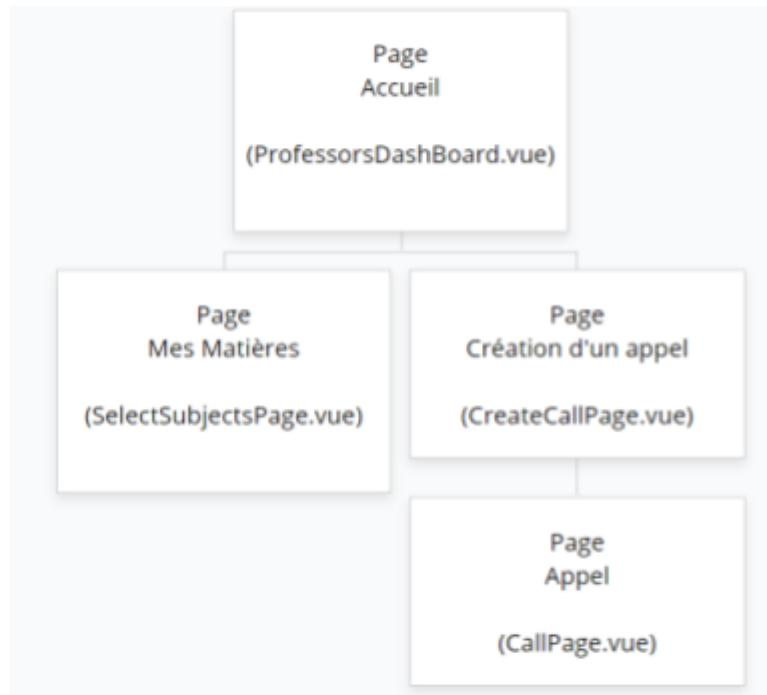 Page
Accueil
(ProfessorsDashBoard.vue)
Page
Mes Matières
(SelectSubjectsPage.vue)
Page
Création d'un appel
(CreateCallPage.vue)
Page
Appel
(CallPage.vue)